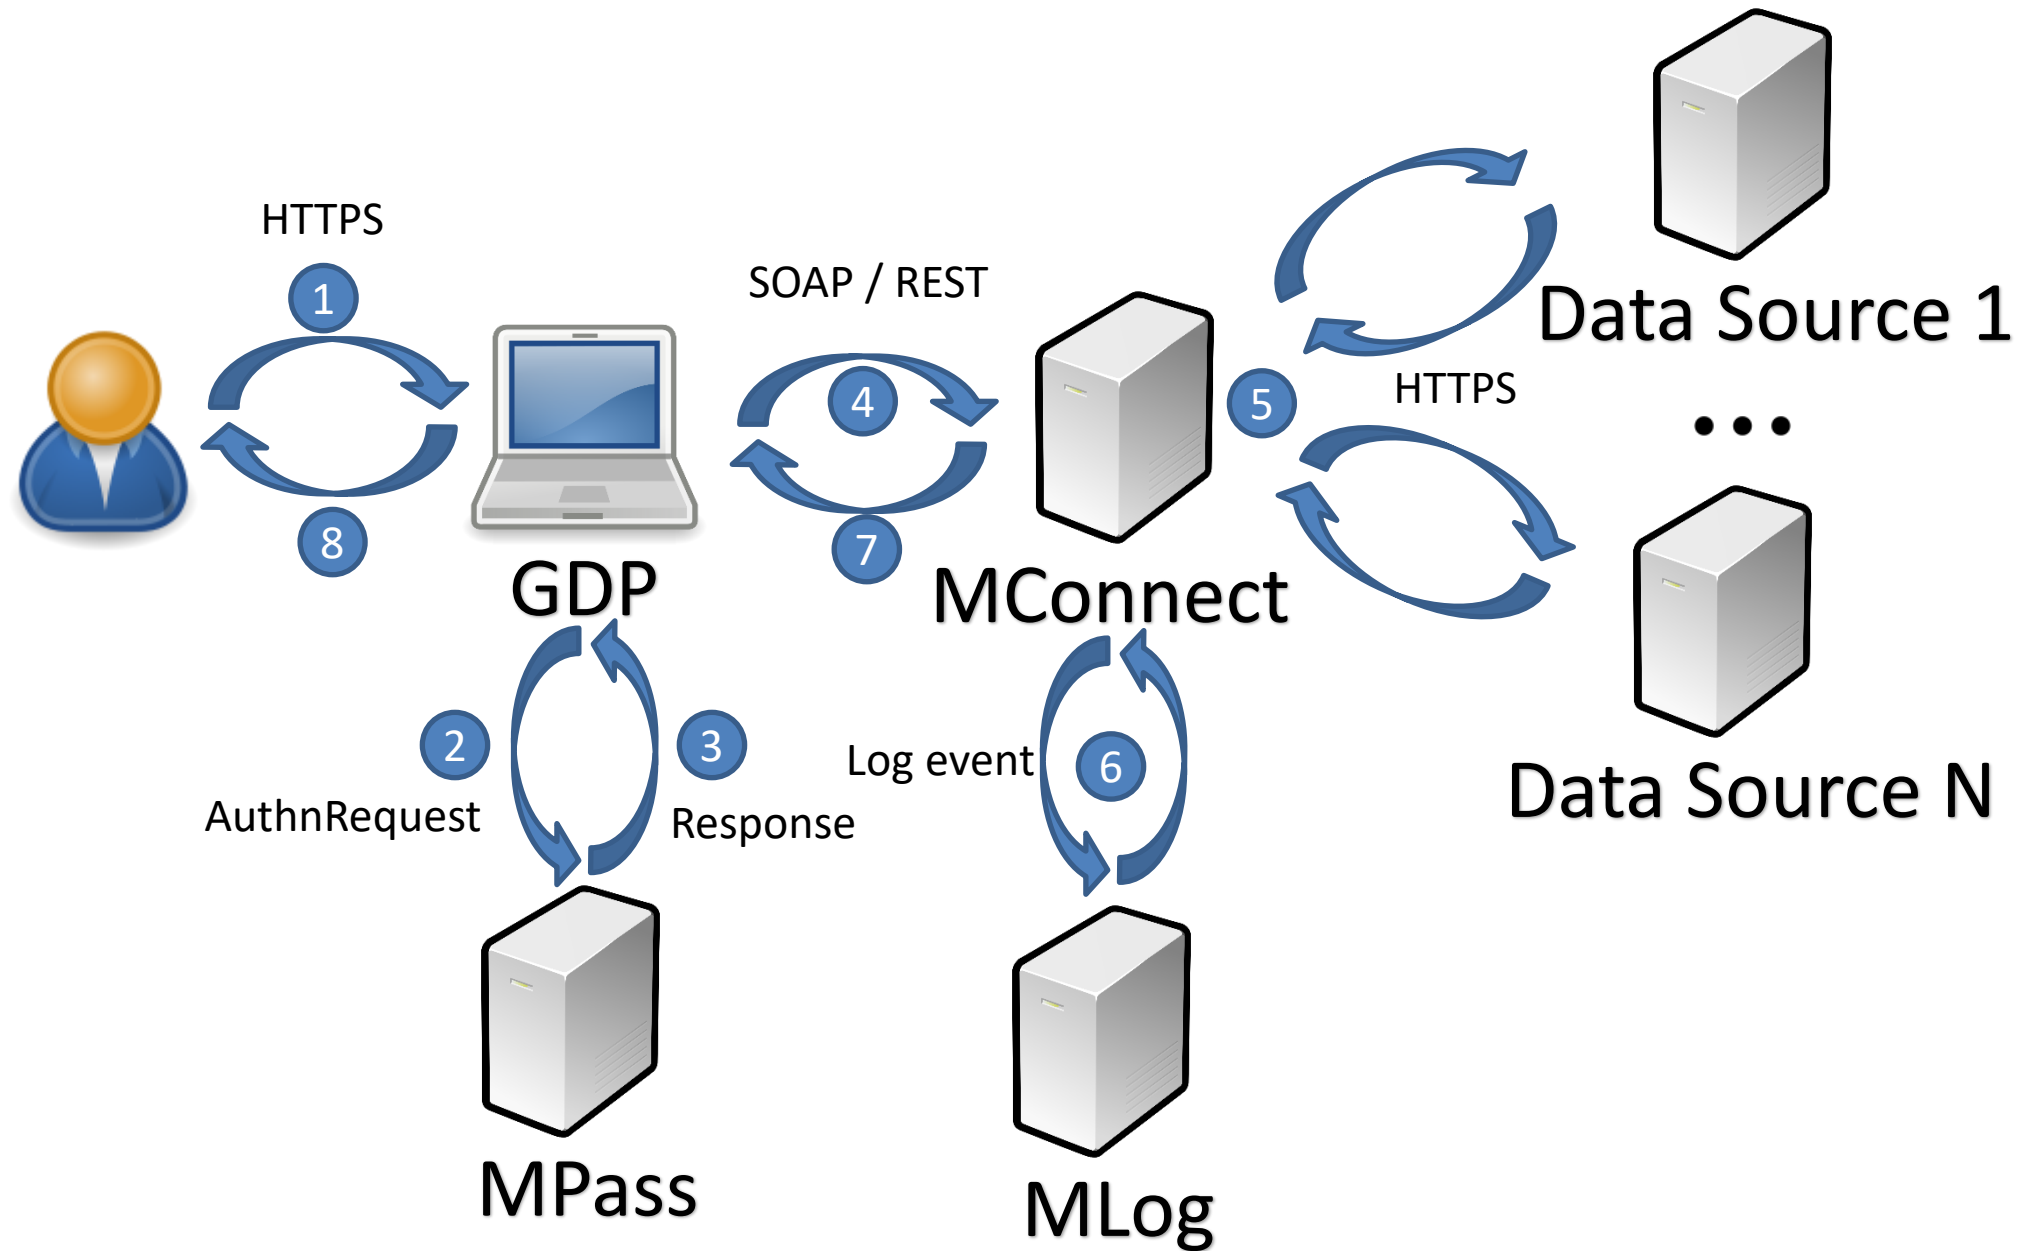 HTTPS
1
8
GDP
2
AuthnRequest
3
Response
MPass
SOAP / REST
4
7
MConnect
Log event
6
MLog
5
HTTPS
Data Source 1
•••
Data Source N